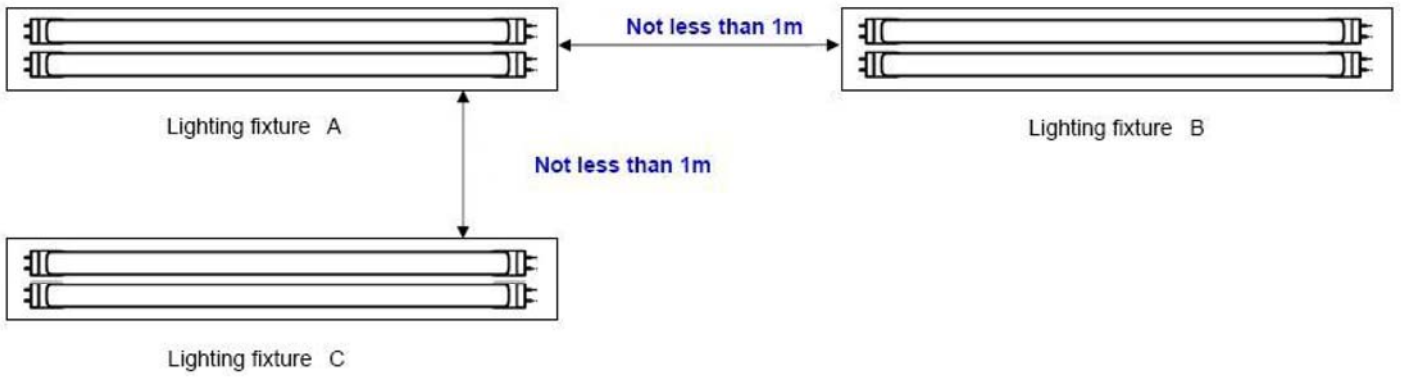 Not less than 1m
Lighting fixture A
Lighting fixture B
Not less than 1m
Lighting fixture C